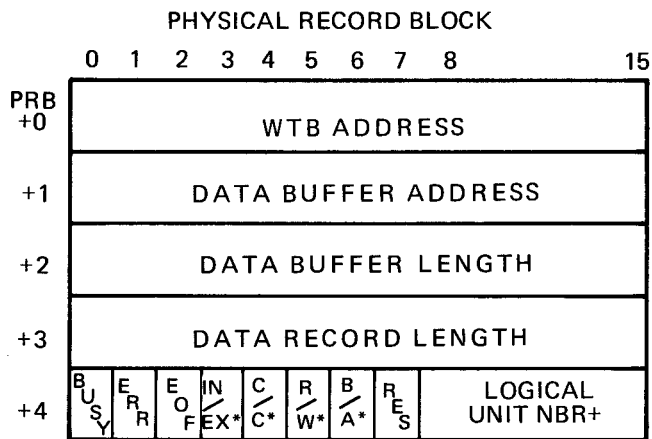 PHYSICAL RECORD BLOCK
0 1 2 3 4 5 6 7 8 15
PRB
+0 WTB ADDRESS
+1 DATA BUFFER ADDRESS
+2 DATA BUFFER LENGTH
+3 DATA RECORD LENGTH
+4 BUSY ERR EOF IN/EX* C/C* R/W* B/A* RES LOGICAL UNIT NBR+